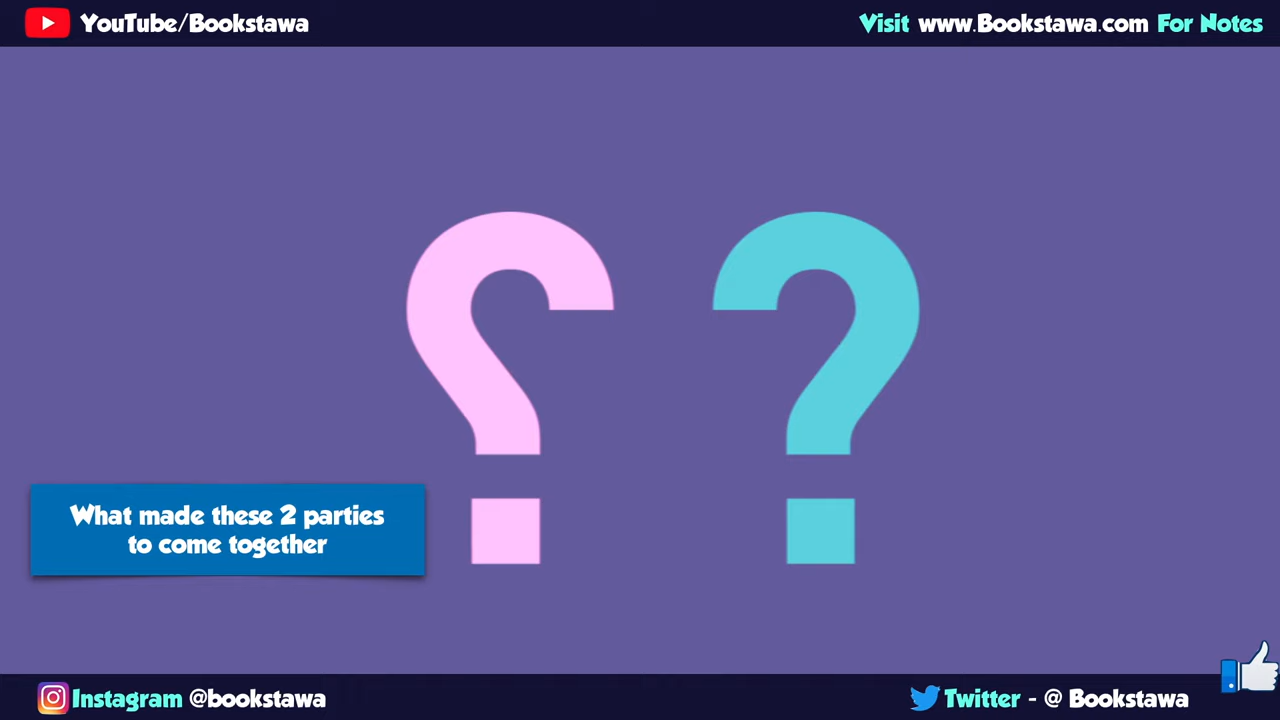 YouTube/Bookstawa
Visit www.Bookstawa.com For Notes
??
What made these 2 parties
to come together
Instagram @bookstawa
Twitter - @ Bookstawa